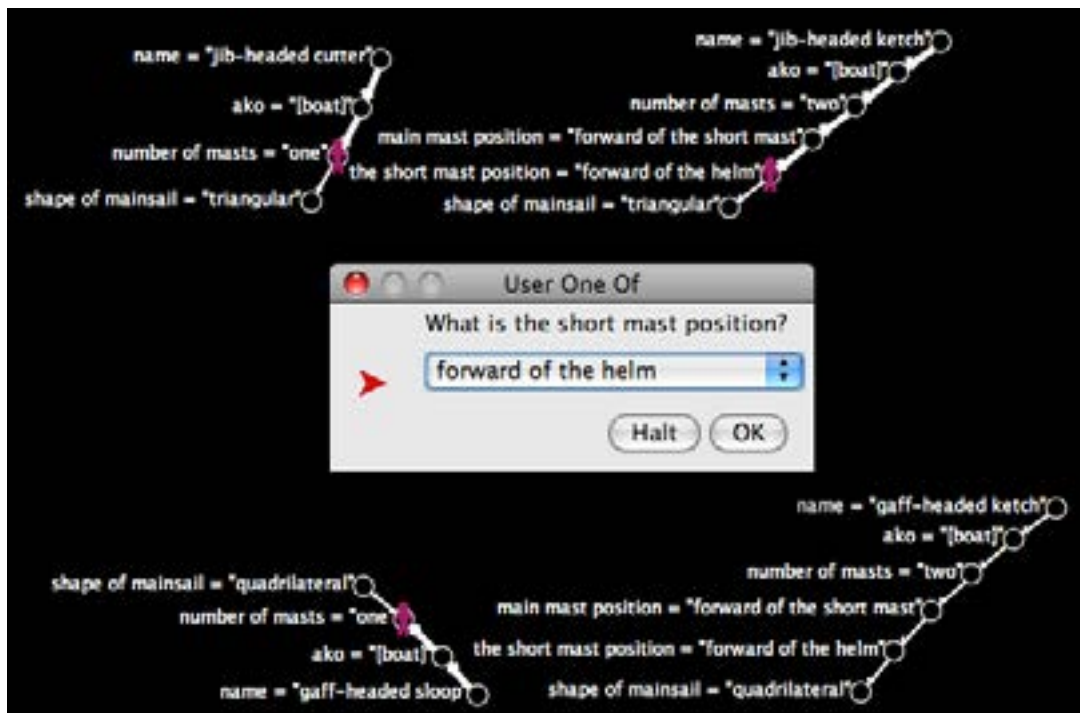 name = "jib-headed cutter"
ako = "[boat]"
number of masts = "one"
shape of mainsail = "triangular"
name = "jib-headed ketch"
ako = "[boat]"
number of masts = "two"
main mast position = "forward of the short mast"
the short mast position = "forward of the helm"
shape of mainsail = "triangular"
User One Of
What is the short mast position?
forward of the helm
Halt OK
shape of mainsail = "quadrilateral"
number of masts = "one
ako = "[boat]"
name = "gaff-headed sloop
name = "gaff-headed ketch"
ako = "[boat]"
number of masts = "two"
main mast position = "forward of the short mast"
the short mast position = "forward of the helm"
shape of mainsail = "quadrilateral"